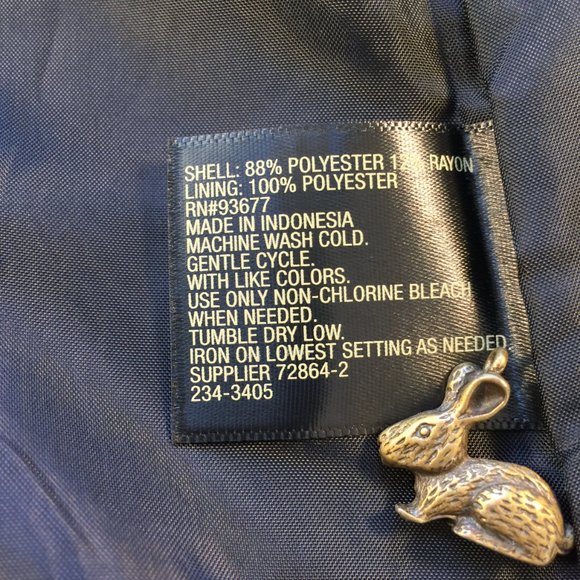 SHELL: 88% POLYESTER 12% RAYON
LINING: 100% POLYESTER
RN#93677
MADE IN INDONESIA
MACHINE WASH COLD.
GENTLE CYCLE.
WITH LIKE COLORS.
USE ONLY NON-CHLORINE BLEACH
WHEN NEEDED.
TUMBLE DRY LOW.
IRON ON LOWEST SETTING AS NEEDED.
SUPPLIER 72864-2
234-3405